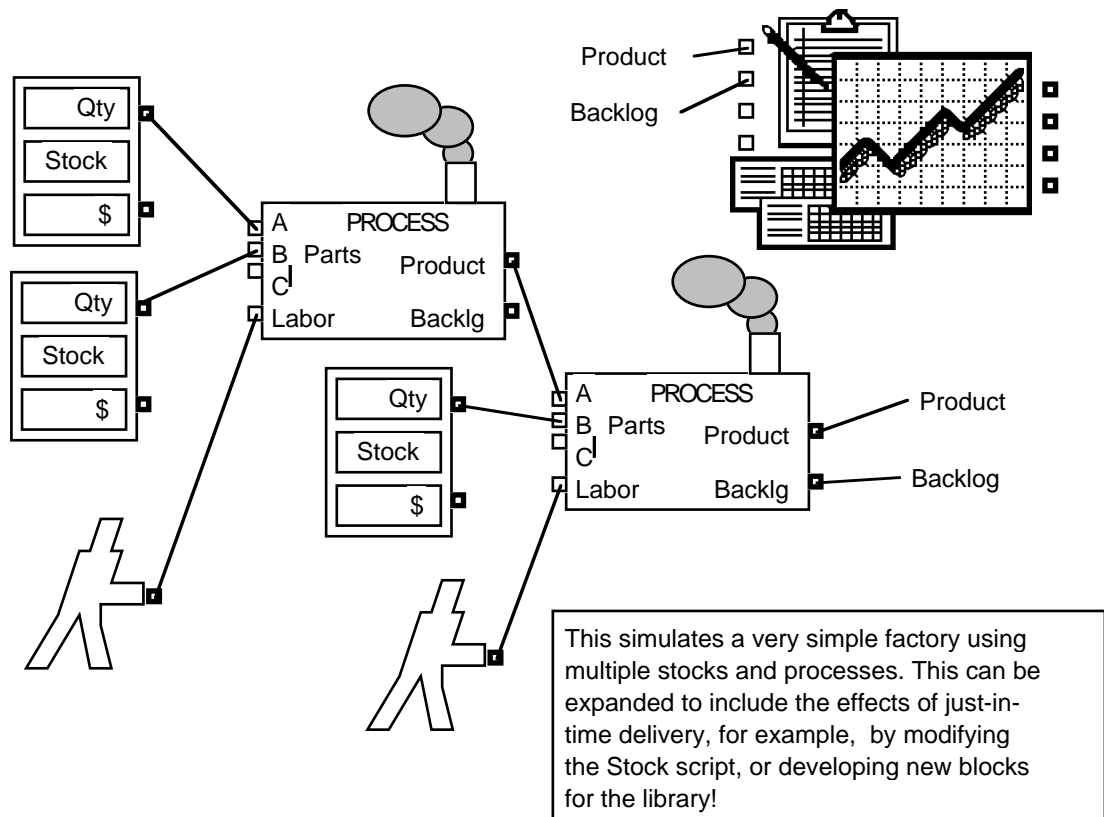 Product
Backlog
Qty
Stock
$
Qty
Stock
$
A PROCESS
B Parts Product
C
Labor Backlg
Qty
Stock
$
A PROCESS
B Parts Product
C
Labor Backlg
Product
Backlog
This simulates a very simple factory using
multiple stocks and processes. This can be
expanded to include the effects of just-in-
time delivery, for example, by modifying
the Stock script, or developing new blocks
for the library!